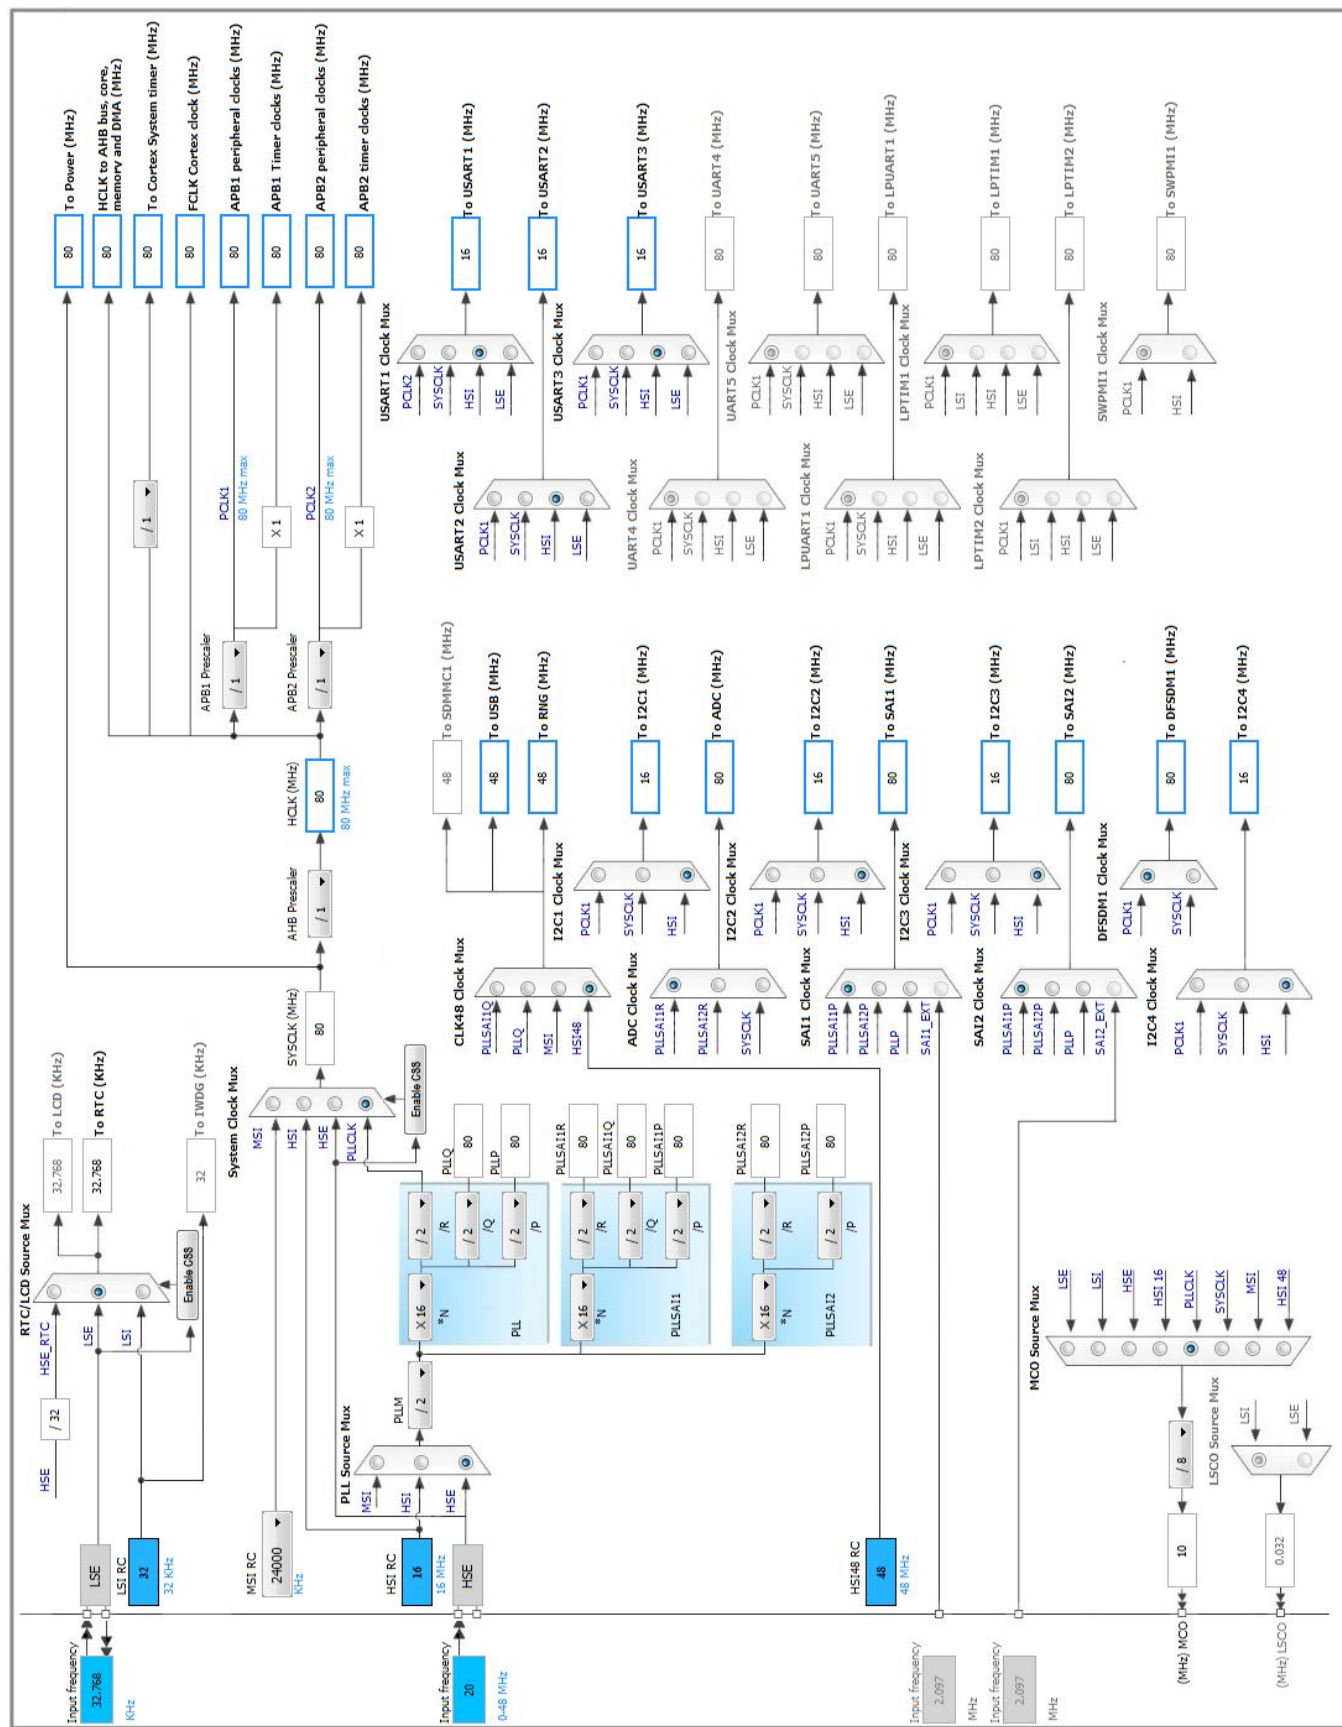 Input frequency
32.768
KHz
LSE
LSI RC
32
32 KHz
HSE
/ 32
HSE_RTC
LSE
LSI
RTC/LCD Source Mux
32.768
To LCD (KHz)
32.768
To RTC (KHz)
Enable CSS
32
To IWDG (KHz)
MSI RC
24000
KHz
HSI RC
16
16 MHz
Input frequency
20
0-48 MHz
HSE
PLL Source Mux
MSI
HSI
HSE
PLLM
/ 2
X 16
*N
/ 2
/R
/ 2
/Q
/ 2
/P
PLL
PLLQ
80
PLLP
80
X 16
*N
/ 2
/R
/ 2
/Q
/ 2
/P
PLLSAI1
PLLSAI1R
80
PLLSAI1Q
80
PLLSAI1P
80
X 16
*N
/ 2
/R
/ 2
/P
PLLSAI2
PLLSAI2R
80
PLLSAI2P
80
System Clock Mux
MSI
HSI
HSE
PLLCLK
Enable CSS
SYSCLK (MHz)
80
AHB Prescaler
/ 1
HCLK (MHz)
80
80 MHz max
APB1 Prescaler
/ 1
APB2 Prescaler
/ 1
/ 1
PCLK1
80 MHz max
X 1
PCLK2
80 MHz max
X 1
80
To Power (MHz)
80
HCLK to AHB bus, core,
memory and DMA (MHz)
80
To Cortex System timer (MHz)
80
FCLK Cortex clock (MHz)
80
APB1 peripheral clocks (MHz)
80
APB1 Timer clocks (MHz)
80
APB2 peripheral clocks (MHz)
80
APB2 timer clocks (MHz)
HSI48 RC
48
48 MHz
Input frequency
2.097
MHz
Input frequency
2.097
MHz
CLK48 Clock Mux
PLLSAI1Q
PLLQ
MSI
HSI48
48
To SDMMC1 (MHz)
48
To USB (MHz)
48
To RNG (MHz)
I2C1 Clock Mux
PCLK1
SYSCLK
HSI
16
To I2C1 (MHz)
ADC Clock Mux
PLLSAI1R
PLLSAI2R
SYSCLK
80
To ADC (MHz)
I2C2 Clock Mux
PCLK1
SYSCLK
HSI
16
To I2C2 (MHz)
SAI1 Clock Mux
PLLSAI1P
PLLSAI2P
PLLP
SAI1_EXT
80
To SAI1 (MHz)
I2C3 Clock Mux
PCLK1
SYSCLK
HSI
16
To I2C3 (MHz)
SAI2 Clock Mux
PLLSAI1P
PLLSAI2P
PLLP
SAI2_EXT
80
To SAI2 (MHz)
DFSDM1 Clock Mux
PCLK1
SYSCLK
80
To DFSDM1 (MHz)
I2C4 Clock Mux
PCLK1
SYSCLK
HSI
16
To I2C4 (MHz)
USART1 Clock Mux
PCLK2
SYSCLK
HSI
LSE
16
To USART1 (MHz)
USART2 Clock Mux
PCLK1
SYSCLK
HSI
LSE
16
To USART2 (MHz)
USART3 Clock Mux
PCLK1
SYSCLK
HSI
LSE
16
To USART3 (MHz)
UART4 Clock Mux
PCLK1
SYSCLK
HSI
LSE
80
To UART4 (MHz)
UART5 Clock Mux
PCLK1
SYSCLK
HSI
LSE
80
To UART5 (MHz)
LPUART1 Clock Mux
PCLK1
SYSCLK
HSI
LSE
80
To LPUART1 (MHz)
LPTIM1 Clock Mux
PCLK1
LSI
HSI
LSE
80
To LPTIM1 (MHz)
LPTIM2 Clock Mux
PCLK1
LSI
HSI
LSE
80
To LPTIM2 (MHz)
SWPMI1 Clock Mux
PCLK1
HSI
80
To SWPMI1 (MHz)
MCO Source Mux
LSE
LSI
HSE
HSI 16
PLLCLK
SYSCLK
MSI
HSI 48
(MHz) MCO
10
/ 8
LSCO Source Mux
LSI
LSE
(MHz) LSCO
0.032